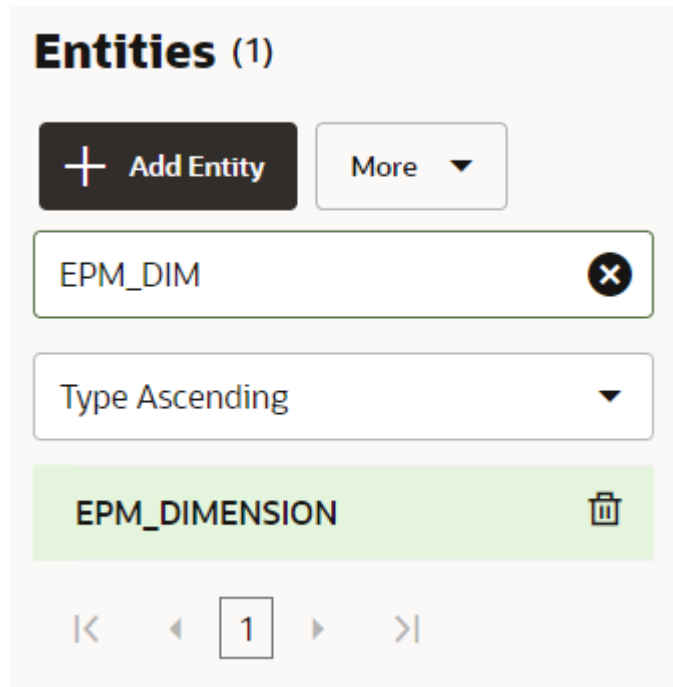 Entities (1)
Add Entity More
EPM_DIM
Type Ascending
EPM_DIMENSION
1